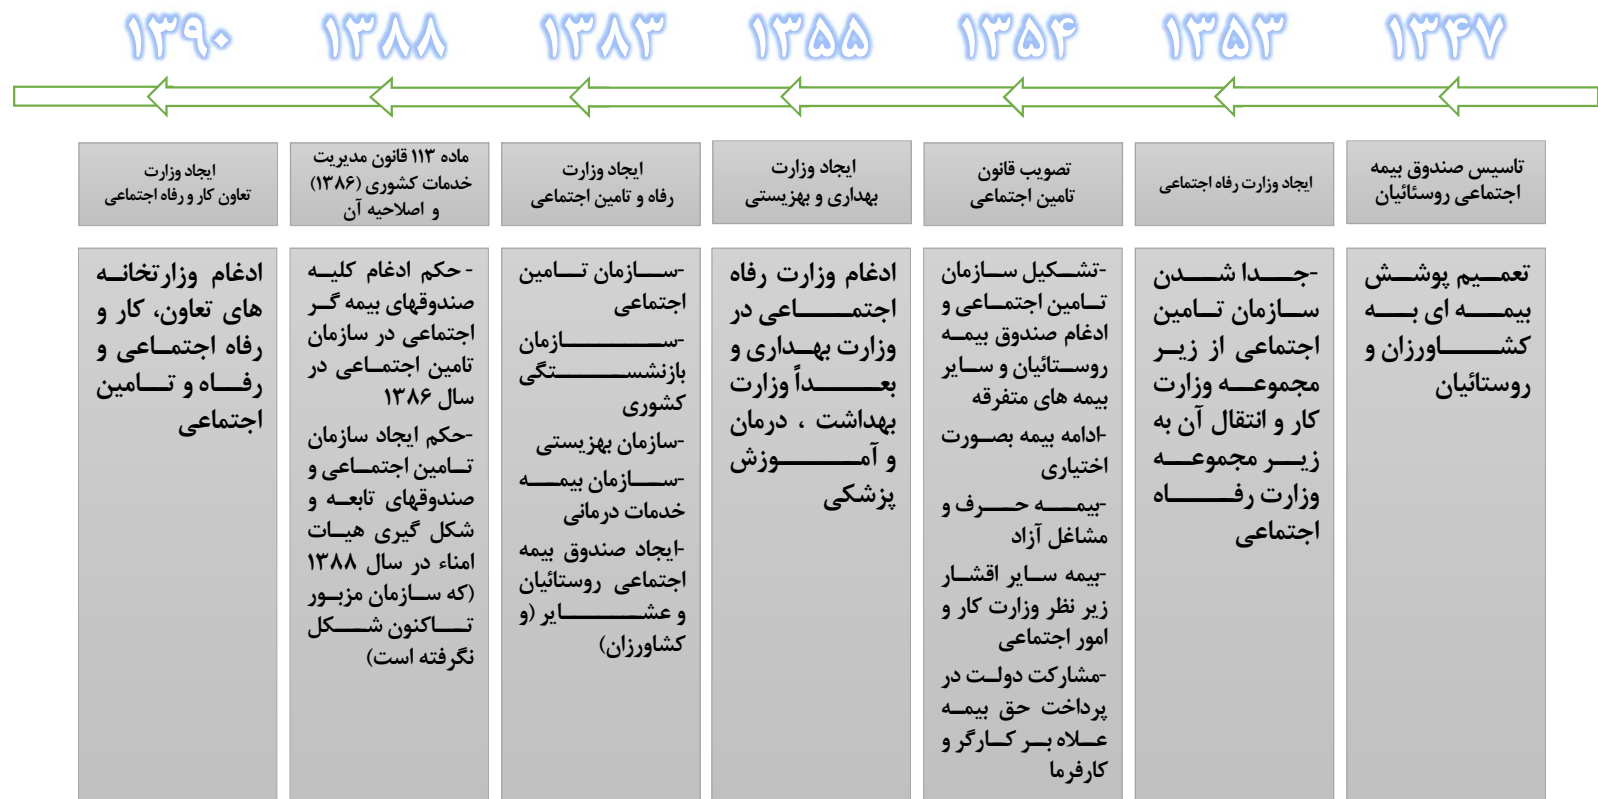 ۱۳۴۷
۱۳۵۳
۱۳۵۴
۱۳۵۵
۱۳۸۳
۱۳۸۸
۱۳۹۰
تاسیس صندوق بیمه
اجتماعی روسئائیان
تعمیم پوشش
بیمه ای به
کشاورزان و
روستائیان
ایجاد وزارت رفاه اجتماعی
-جدا شدن
سازمان تامین
اجتماعی از زیر
مجموعه وزارت
کار و انتقال آن به
زیر مجموعه
وزارت رفاه
اجتماعی
تصویب قانون
تامین اجتماعی
-تشکیل سازمان
تامین اجتماعی و
ادغام صندوق بیمه
روستائیان و سایر
بیمه های متفرقه
-ادامه بیمه بصورت
اختیاری
-بیمه حرف و
مشاغل آزاد
-بیمه سایر اقشار
زیر نظر وزارت کار و
امور اجتماعی
-مشارکت دولت در
پرداخت حق بیمه
علاه بر کارگر و
کارفرما
ایجاد وزارت
بهداری و بهزیستی
ادغام وزارت رفاه
اجتماعی در
وزارت بهداری و
بعداً وزارت
بهداشت ، درمان
و آموزش
پزشکی
ایجاد وزارت
رفاه و تامین اجتماعی
-سازمان تامین
اجتماعی
-سازمان
بازنشستگی
کشوری
-سازمان بهزیستی
-سازمان بیمه
خدمات درمانی
-ایجاد صندوق بیمه
اجتماعی روستائیان
و عشایر (و
کشاورزان)
ماده ۱۱۳ قانون مدیریت
خدمات کشوری (۱۳۸۶)
و اصلاحیه آن
- حکم ادغام کلیه
صندوقهای بیمه گر
اجتماعی در سازمان
تامین اجتماعی در
سال ۱۳۸۶
-حکم ایجاد سازمان
تامین اجتماعی و
صندوقهای تابعه و
شکل گیری هیات
امناء در سال ۱۳۸۸
(که سازمان مزبور
تاکنون شکل
نگرفته است)
ایجاد وزارت
تعاون کار و رفاه اجتماعی
ادغام وزارتخانه
های تعاون، کار و
رفاه اجتماعی و
رفاه و تامین
اجتماعی